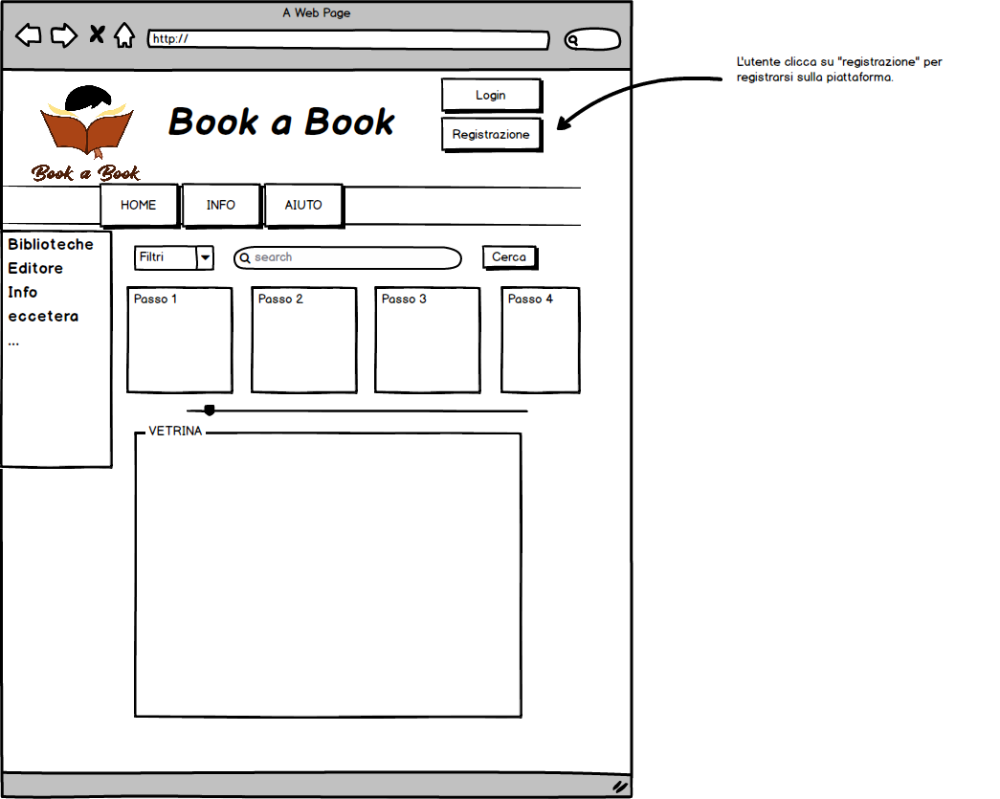 A Web Page
http://
L'utente clicca su "registrazione" per
registrarsi sulla piattaforma.
Login
Book a Book
Registrazione
Book a Book
HOME
INFO
AIUTO
Biblioteche
Editore
Info
eccetera
...
Filtri
search
Cerca
Passo 1
Passo 2
Passo 3
Passo 4
VETRINA